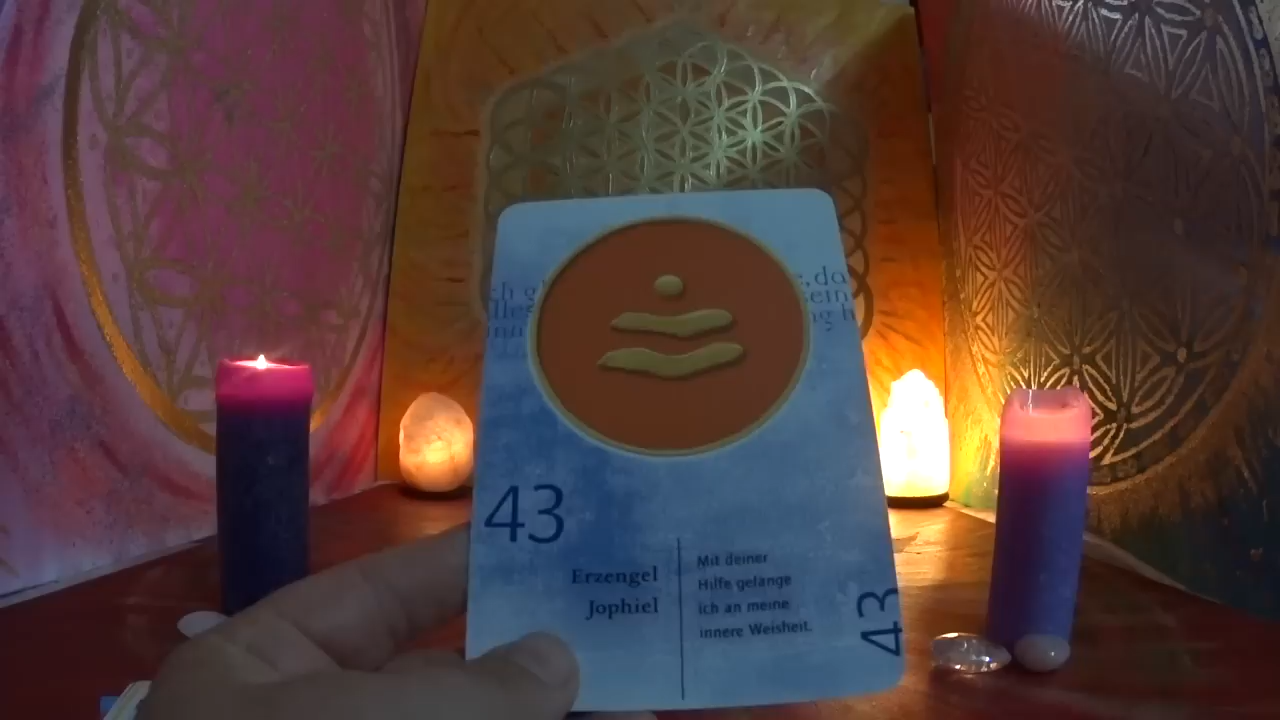 43
Erzengel
Jophiel
Mit deiner
Hilfe gelange
ich an meine
innere Weisheit.
43